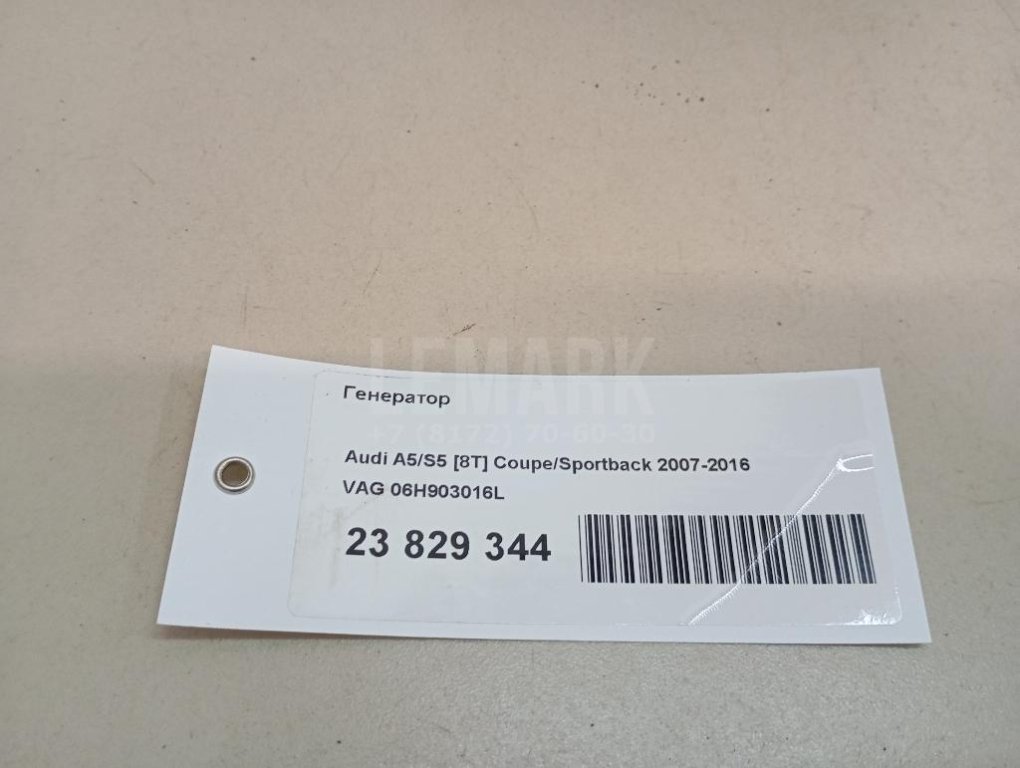 LEMARK
Генератор
+7 (8172) 70-60-30
Audi A5/S5 [8T] Coupe/Sportback 2007-2016
VAG 06H903016L
23 829 344